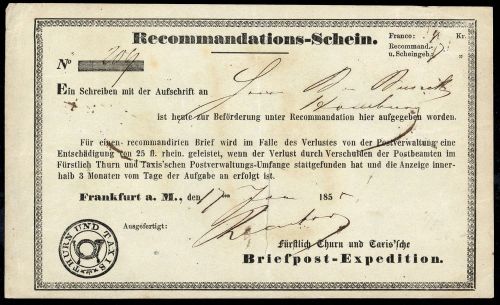 Recommandations-Schein.
Franco: Kr.
Recommand.-
u. Scheingeb.
No 207
Ein Schreiben mit der Aufschrift an Herrn
Homburg
ist heute zur Beförderung unter Recommandation hier aufgegeben worden.
Für einen recommandirten Brief wird im Falle des Verlustes von der Postverwaltung eine
Entschädigung von 25 fl. rhein. geleistet, wenn der Verlust durch Verschulden der Postbeamten im
Fürstlich Thurn und Taxis'schen Postverwaltungs-Umfange stattgefunden hat und die Anzeige inner-
halb 3 Monaten vom Tage der Aufgabe an erfolgt ist.
Frankfurt a. M., den 17 Jan 185
Ausgefertigt:
THURN UND TAXIS
Fürstlich Thurn und Taxis'sche
Briefpost-Expedition.